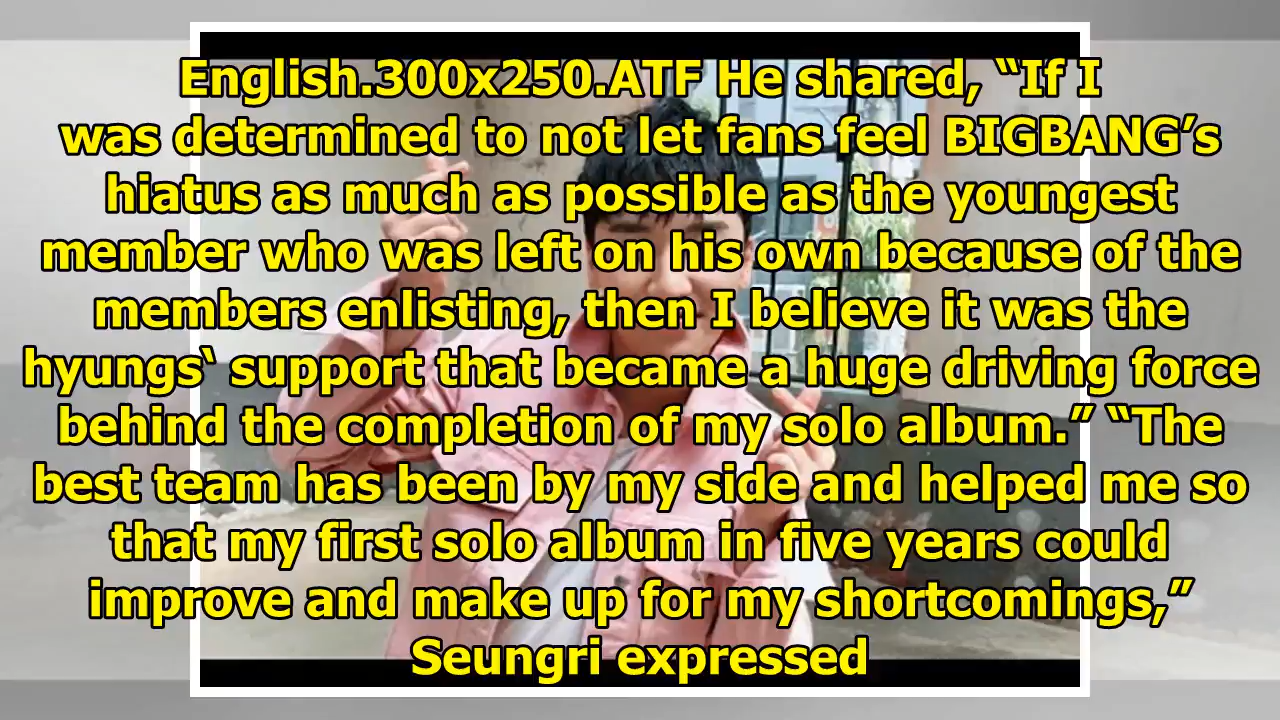 English.300x250.ATF He shared, “If I
was determined to not let fans feel BIGBANG’s
hiatus as much as possible as the youngest
member who was left on his own because of the
members enlisting, then I believe it was the
hyungs‘ support that became a huge driving force
behind the completion of my solo album.” “The
best team has been by my side and helped me so
that my first solo album in five years could
improve and make up for my shortcomings,”
Seungri expressed